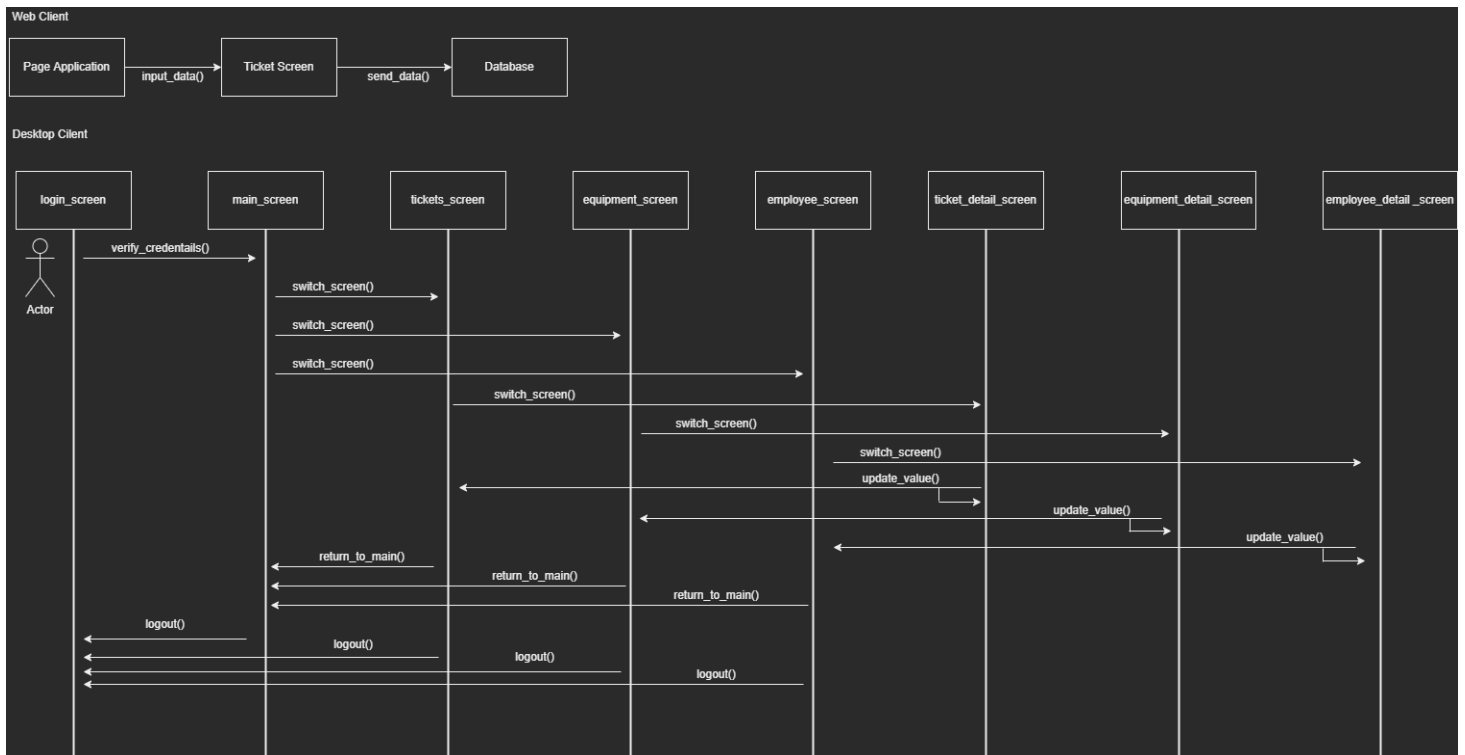 Web Client
Page Application
input_data()
Ticket Screen
send_data()
Database
Desktop Cilent
login_screen
main_screen
tickets_screen
equipment_screen
employee_screen
ticket_detail_screen
equipment_detail_screen
employee_detail _screen
verify_credentails()
Actor
switch_screen()
switch_screen()
switch_screen()
switch_screen()
switch_screen()
switch_screen()
update_value()
update_value()
update_value()
return_to_main()
return_to_main()
return_to_main()
logout()
logout()
logout()
logout()